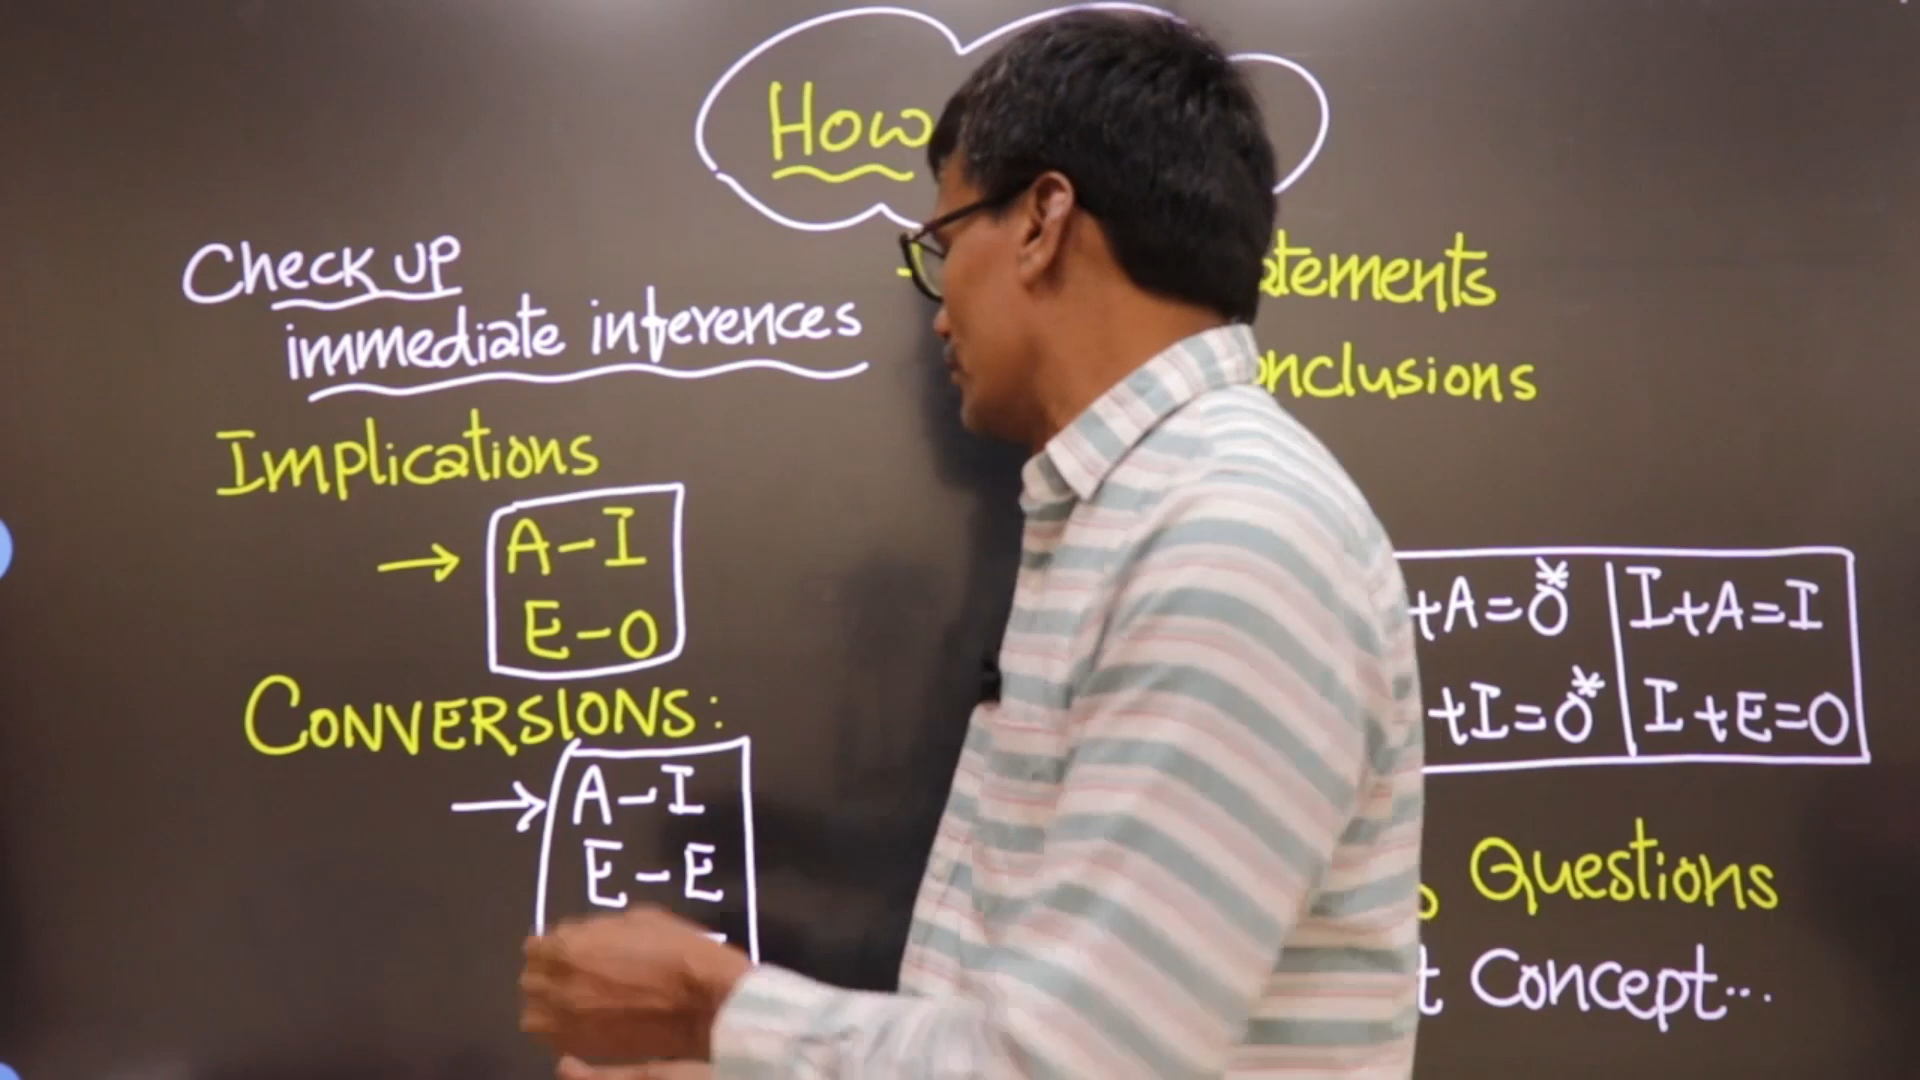 How
Check up
immediate inferences
Implications
→ A-I
E-O
CONVERSIONS:
→ A-I
E-E
atements
onclusions
+A=O* | I+A=I
+I=O* | I+E=O
Questions
t Concept...